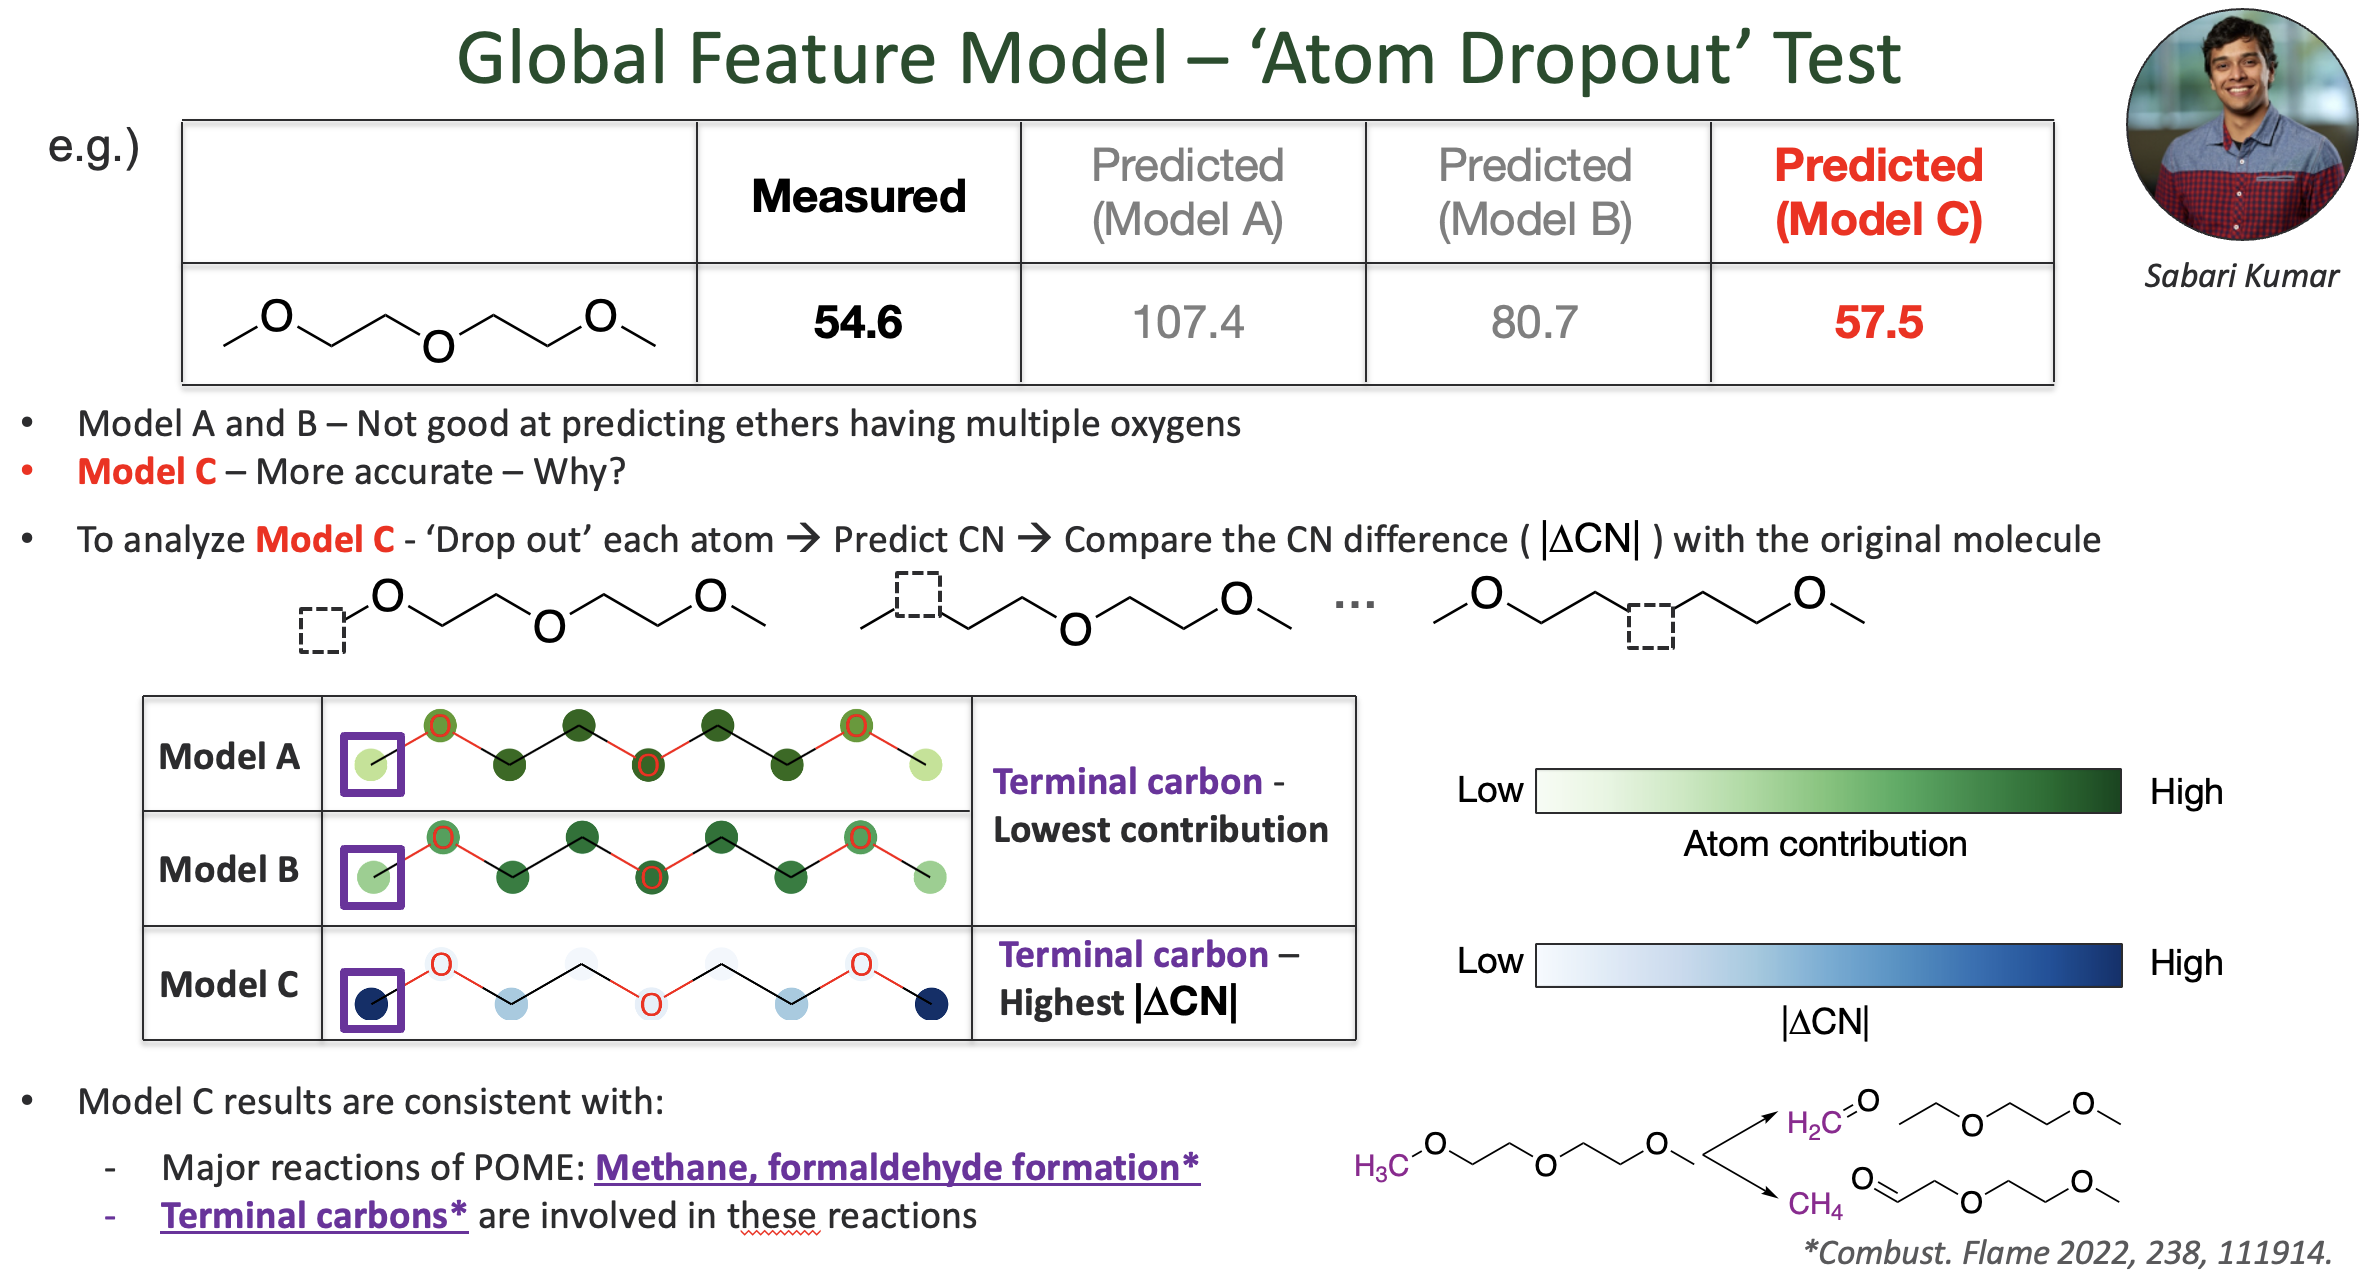 Global Feature Model – ‘Atom Dropout’ Test
e.g.)
Measured
Predicted
(Model A)
Predicted
(Model B)
Predicted
(Model C)
Sabari Kumar
O O O
54.6
107.4
80.7
57.5
• Model A and B – Not good at predicting ethers having multiple oxygens
• Model C – More accurate – Why?
• To analyze Model C - ‘Drop out’ each atom → Predict CN → Compare the CN difference ( |ΔCN| ) with the original molecule
O O O
O O
...
O O
Model A
O O O
Terminal carbon -
Lowest contribution
Model B
O O O
Model C
O O O
Terminal carbon –
Highest |ΔCN|
Low
High
Atom contribution
Low
High
|ΔCN|
• Model C results are consistent with:
- Major reactions of POME: Methane, formaldehyde formation*
- Terminal carbons* are involved in these reactions
H₃C O O O
H₂C O O O
CH₄ O O O
*Combust. Flame 2022, 238, 111914.